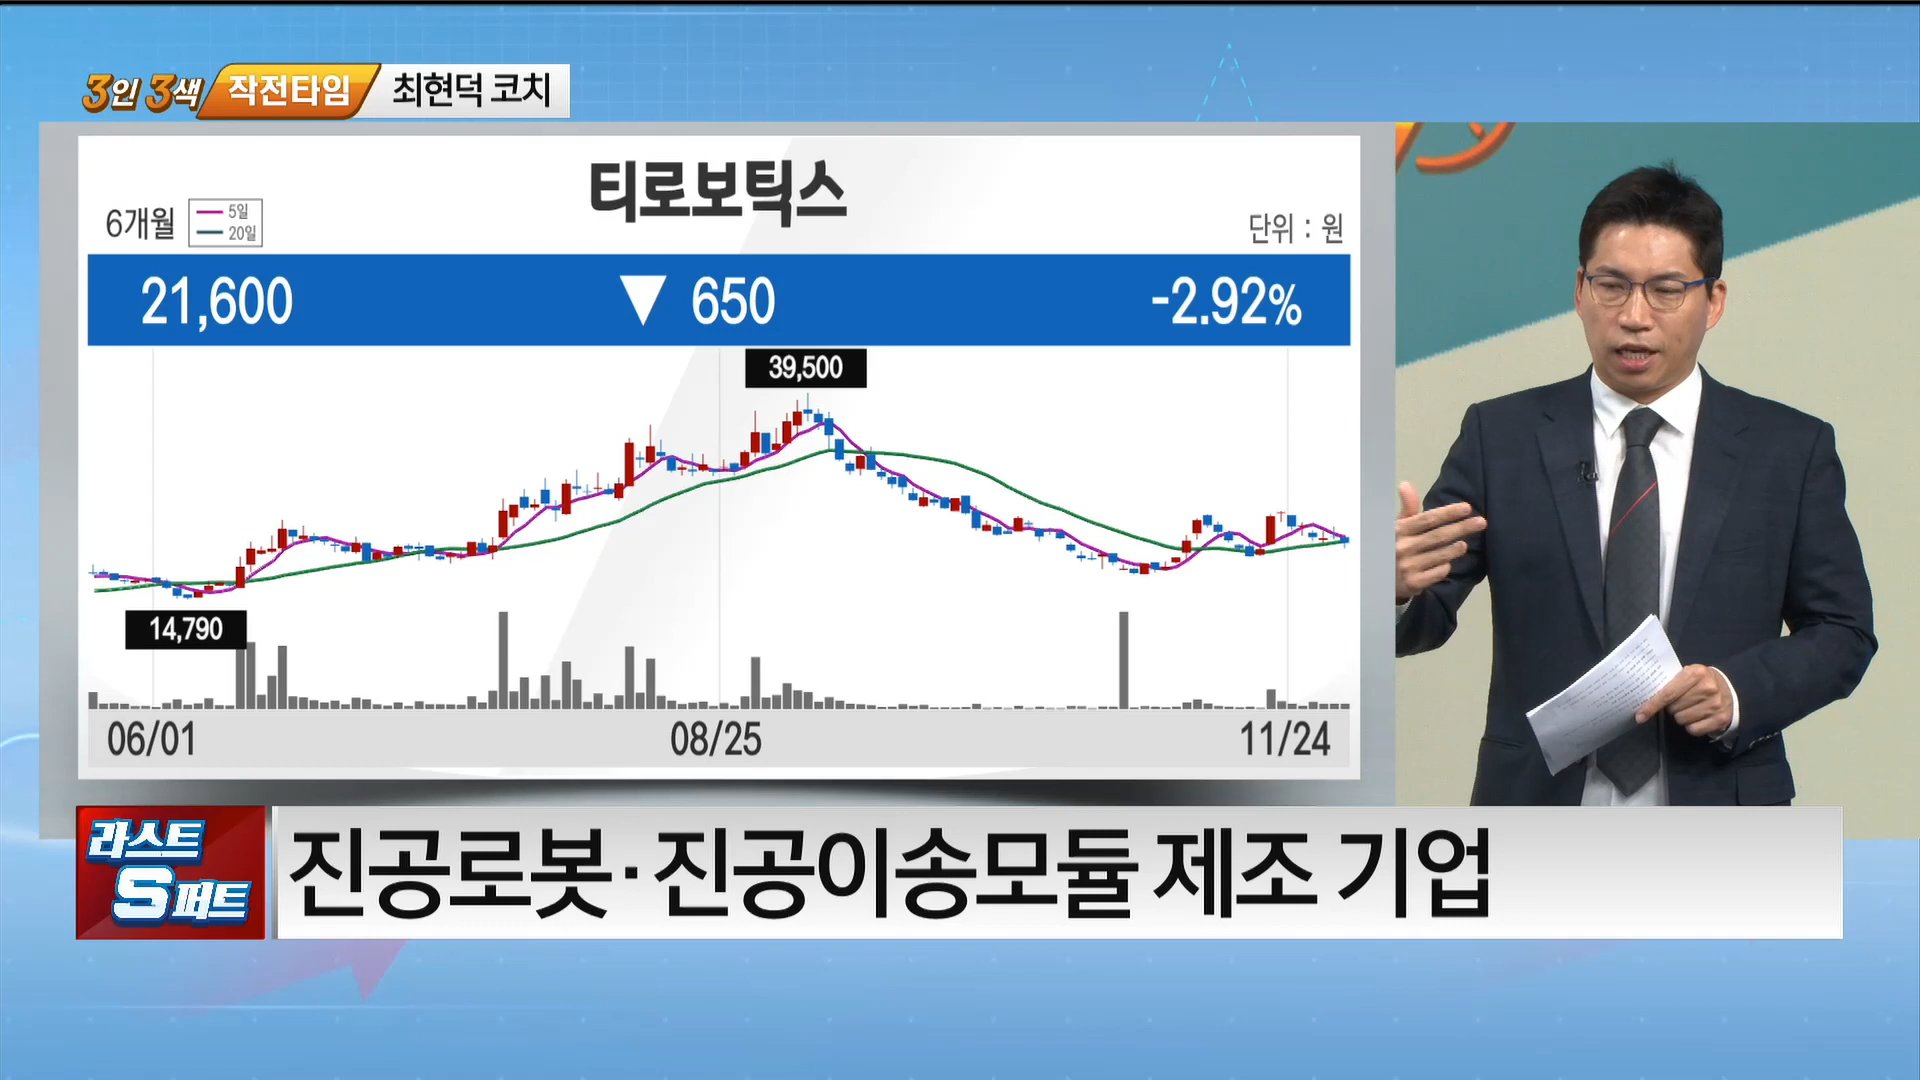 3인 3색 작전타임 최현덕 코치
티로보틱스
6개월
5일
20일
단위 : 원
21,600 ▼ 650 -2.92%
39,500
14,790
06/01 08/25 11/24
라스트
S퍼트
진공로봇·진공이송모듈 제조 기업